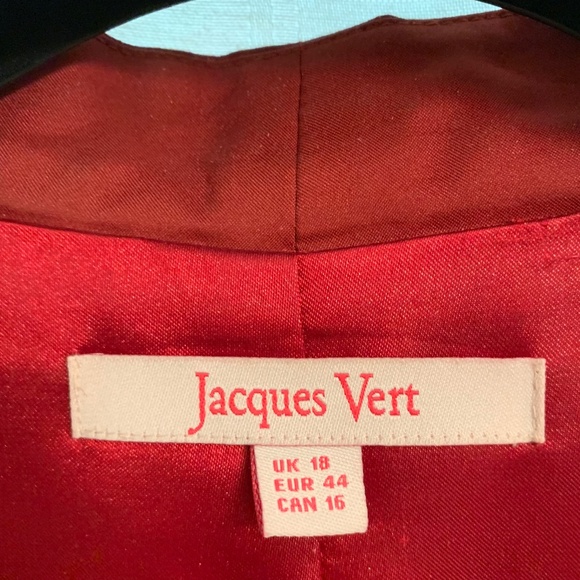 Jacques Vert
UK 18
EUR 44
CAN 16